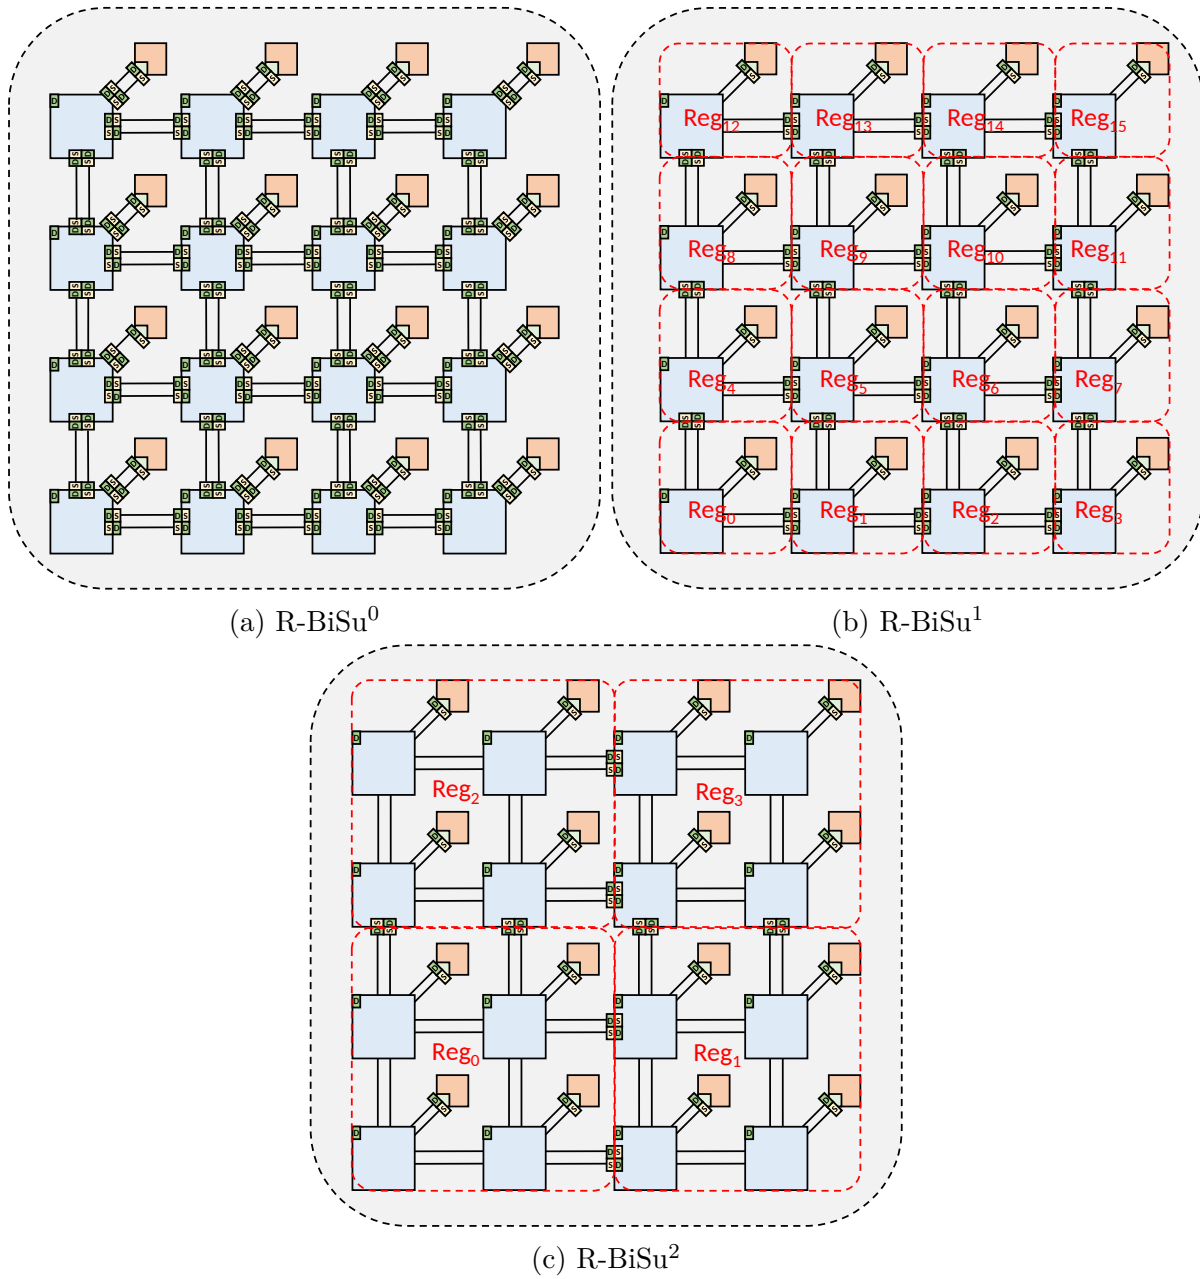 Reg12 Reg13 Reg14 Reg15
Reg8 Reg9 Reg10 Reg11
Reg4 Reg5 Reg6 Reg7
Reg0 Reg1 Reg2 Reg3
(a) R-BiSu0
(b) R-BiSu1
Reg2 Reg3
Reg0 Reg1
(c) R-BiSu2